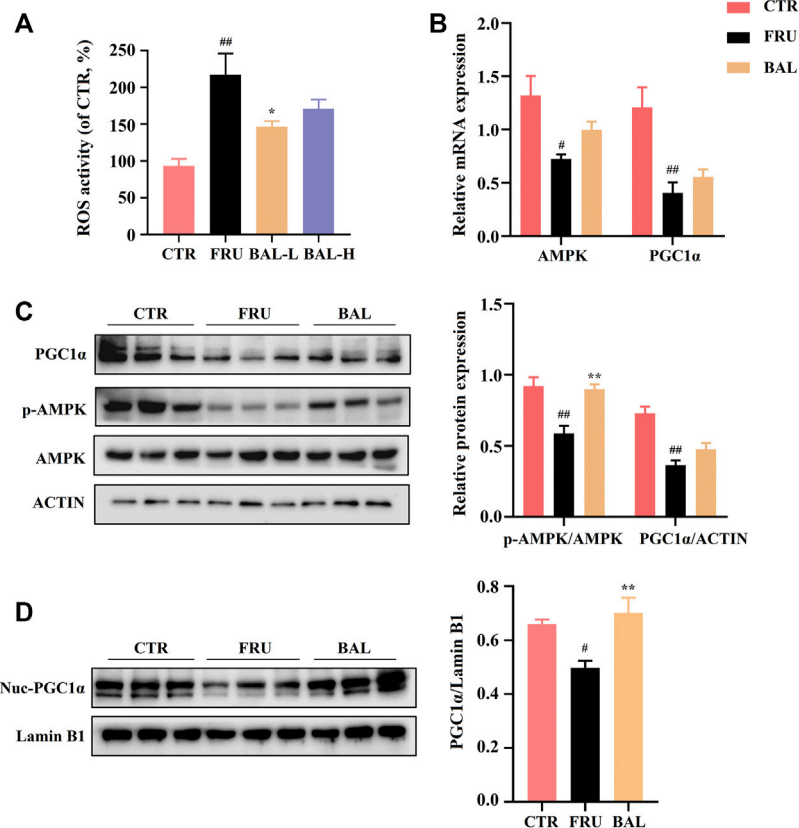 A
ROS activity (of CTR, %)
250
200
150
100
50
0
##
*
CTR FRU BAL-L BAL-H
B
Relative mRNA expression
2.0
1.5
1.0
0.5
0.0
#
##
AMPK PGC1α
CTR
FRU
BAL
C
CTR FRU BAL
PGC1α
p-AMPK
AMPK
ACTIN
Relative protein expression
1.5
1.0
0.5
0.0
##
**
##
p-AMPK/AMPK PGC1α/ACTIN
D
CTR FRU BAL
Nuc-PGC1α
Lamin B1
PGC1α/Lamin B1
0.8
0.6
0.4
0.2
0.0
#
**
CTR FRU BAL